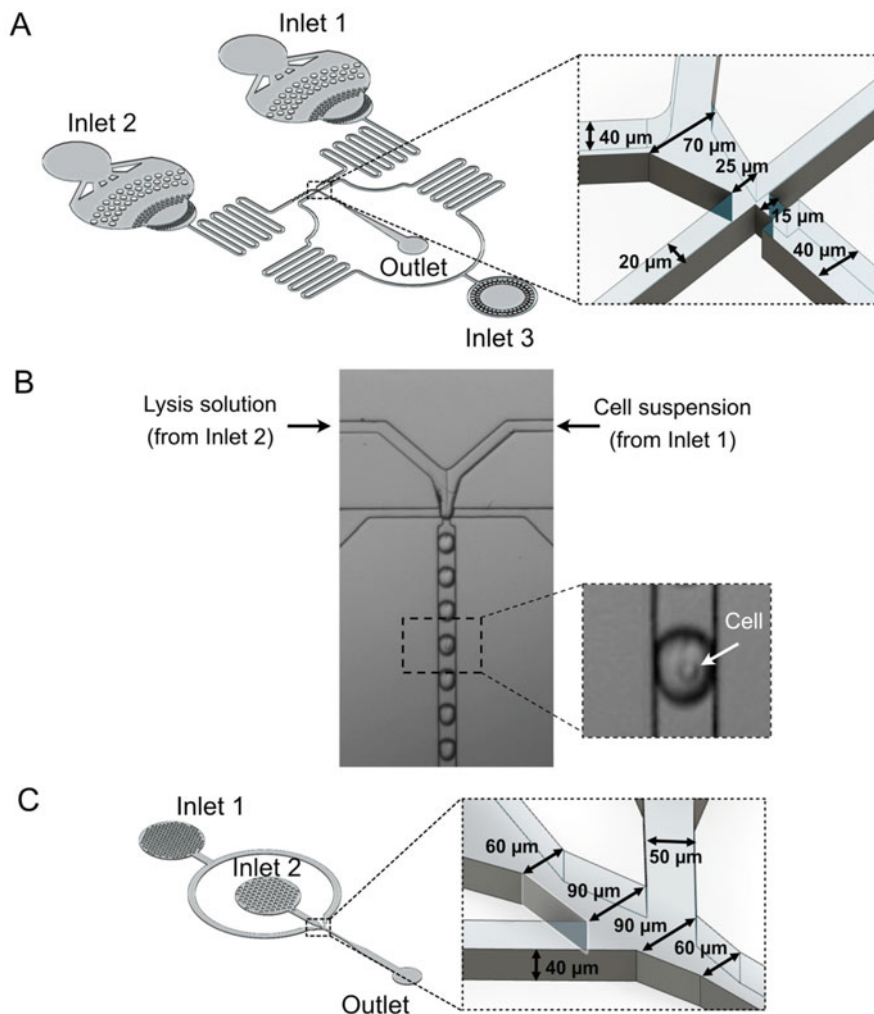 A
Inlet 1
Inlet 2
Outlet
Inlet 3
40 µm
70 µm
25 µm
15 µm
20 µm
40 µm
B
Lysis solution
(from Inlet 2)
Cell suspension
(from Inlet 1)
Cell
C
Inlet 1
Inlet 2
Outlet
60 µm
50 µm
90 µm
90 µm
60 µm
40 µm